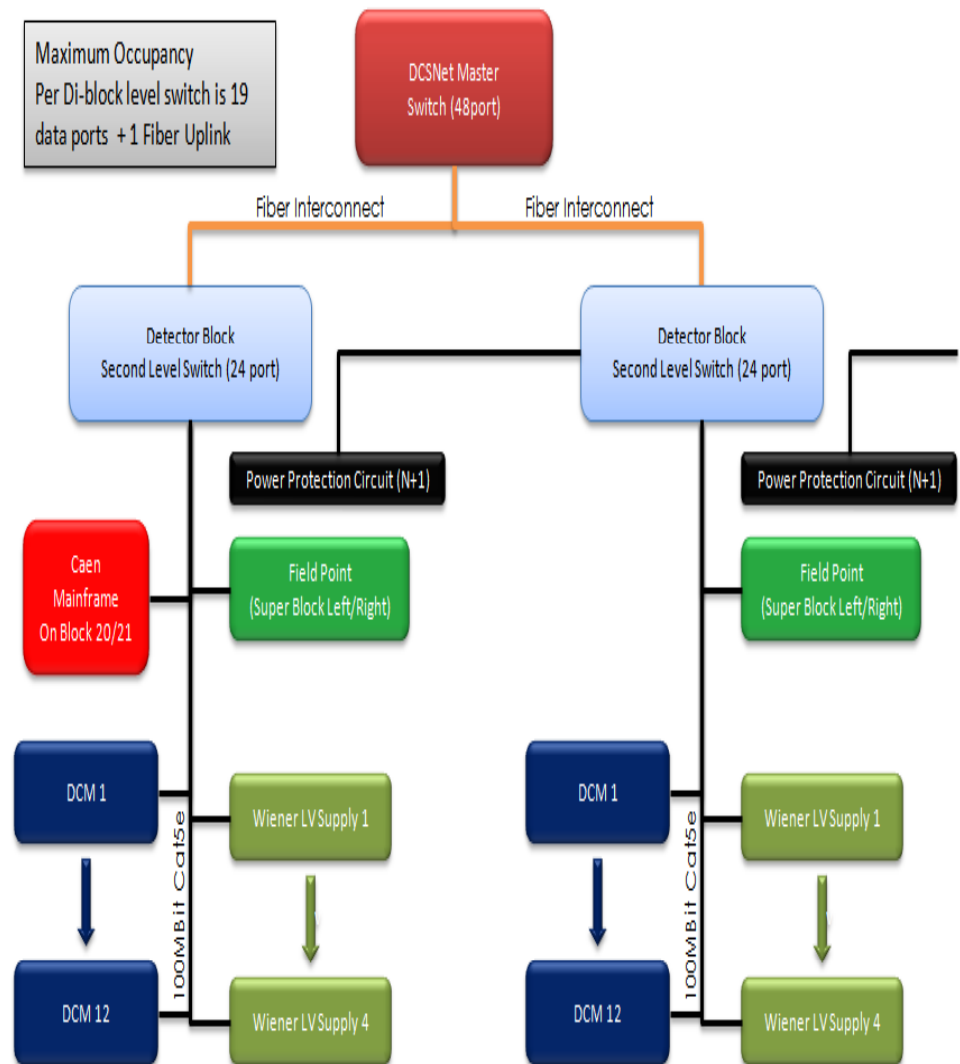 Maximum Occupancy
Per Di-block level switch is 19
data ports + 1 Fiber Uplink
DCSNet Master
Switch (48port)
Fiber Interconnect
Fiber Interconnect
Detector Block
Second Level Switch (24 port)
Detector Block
Second Level Switch (24 port)
Power Protection Circuit (N+1)
Power Protection Circuit (N+1)
Caen
Mainframe
On Block 20/21
Field Point
(Super Block Left/Right)
Field Point
(Super Block Left/Right)
DCM 1
Wiener LV Supply 1
DCM 1
Wiener LV Supply 1
100MBit Cat5e
100MBit Cat5e
DCM 12
Wiener LV Supply 4
DCM 12
Wiener LV Supply 4